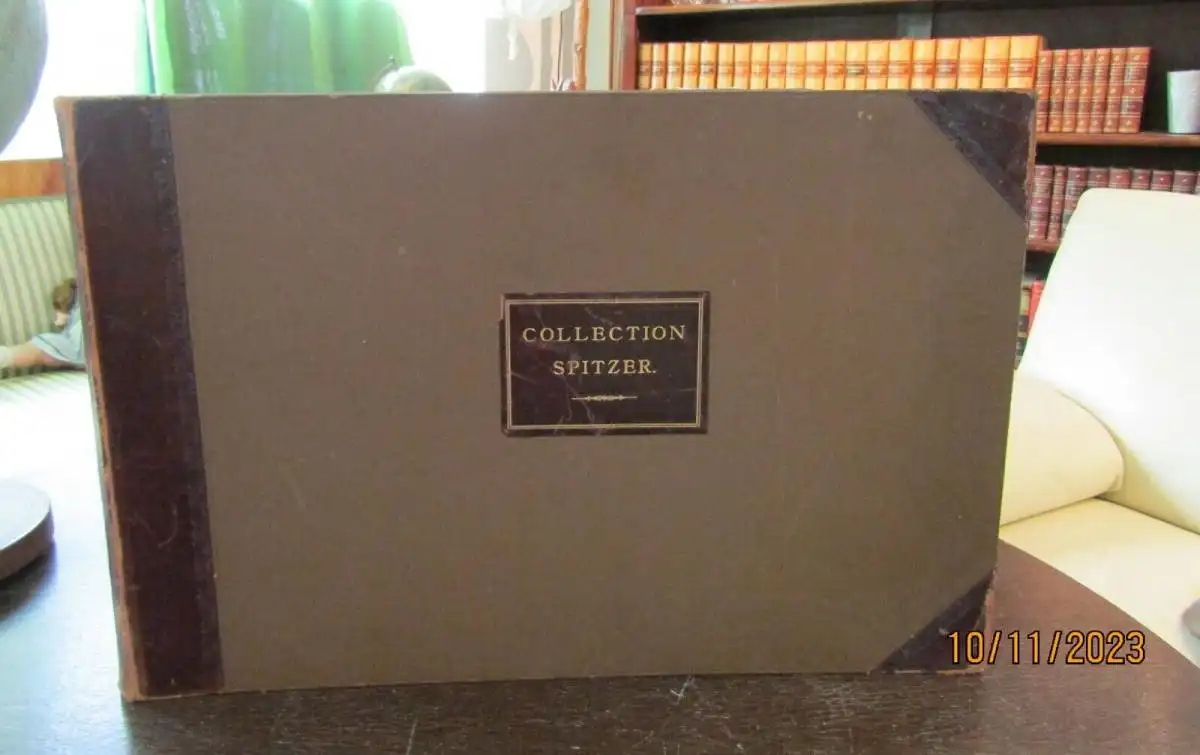 COLLECTION
SPITZER.
10/11/2023